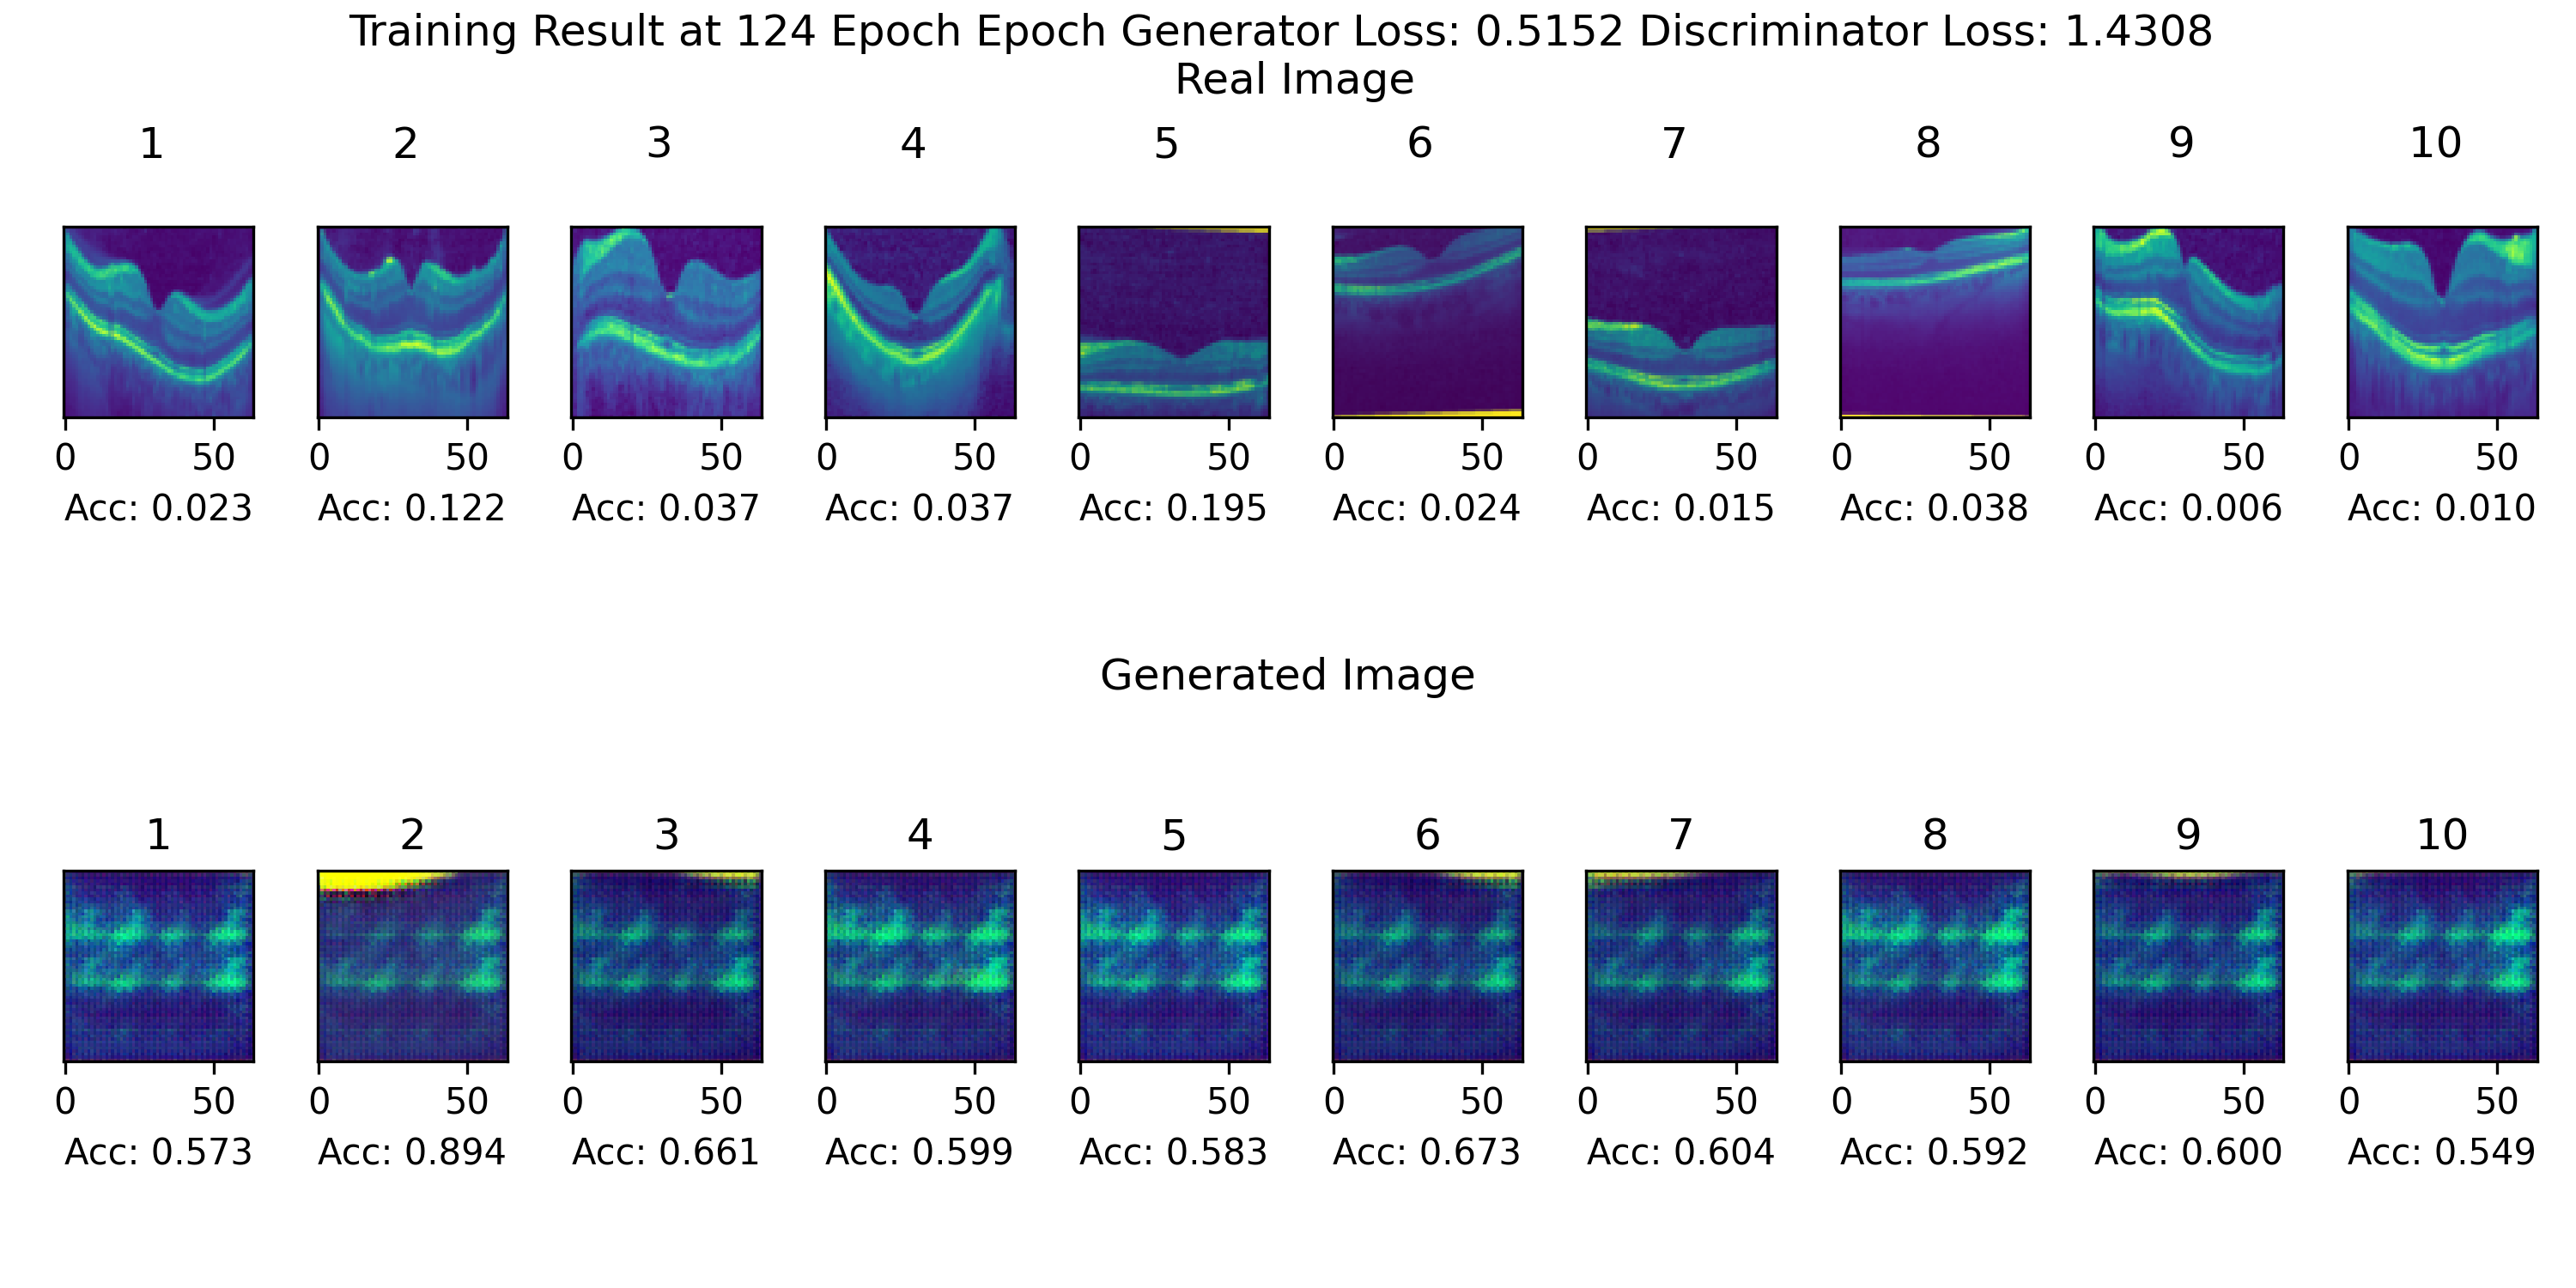 Training Result at 124 Epoch Epoch Generator Loss: 0.5152 Discriminator Loss: 1.4308
Real Image
1 2 3 4 5 6 7 8 9 10
0 50 0 50 0 50 0 50 0 50 0 50 0 50 0 50 0 50 0 50
Acc: 0.023 Acc: 0.122 Acc: 0.037 Acc: 0.037 Acc: 0.195 Acc: 0.024 Acc: 0.015 Acc: 0.038 Acc: 0.006 Acc: 0.010
Generated Image
1 2 3 4 5 6 7 8 9 10
0 50 0 50 0 50 0 50 0 50 0 50 0 50 0 50 0 50 0 50
Acc: 0.573 Acc: 0.894 Acc: 0.661 Acc: 0.599 Acc: 0.583 Acc: 0.673 Acc: 0.604 Acc: 0.592 Acc: 0.600 Acc: 0.549